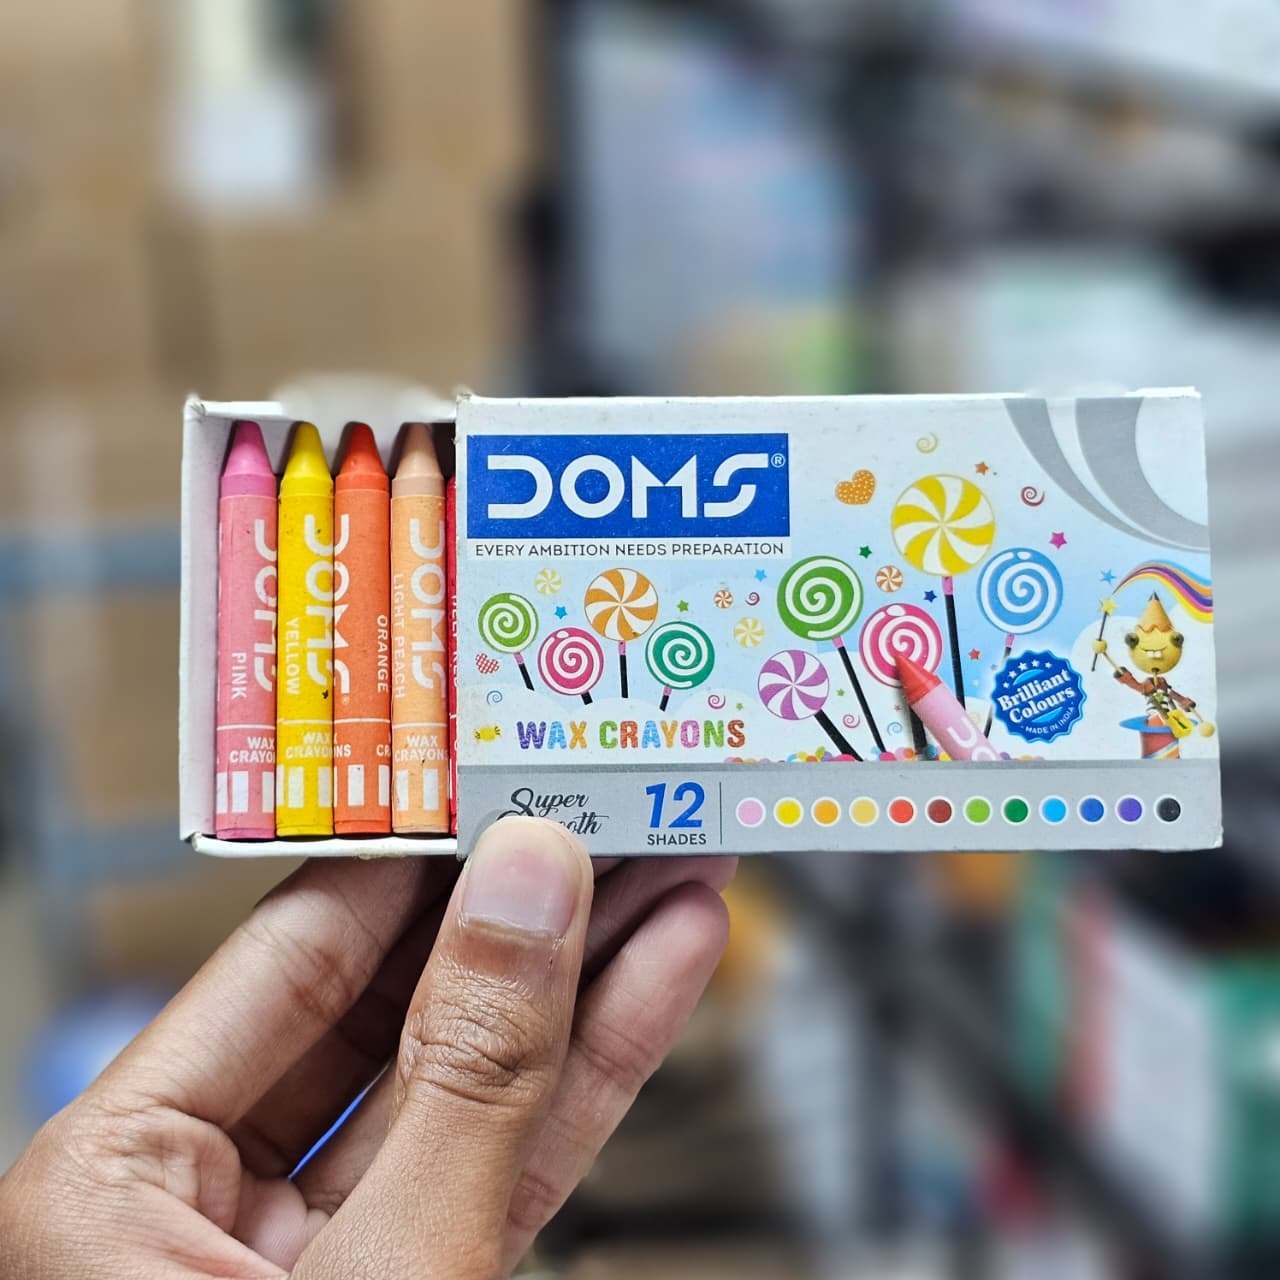 DOMS®
EVERY AMBITION NEEDS PREPARATION
WAX CRAYONS
Brilliant
Colours
MADE IN INDIA
Super
12
SHADES
DOMS
PINK
WAX
CRAYONS
DOMS
YELLOW
WAX
CRAYONS
DOMS
ORANGE
DOMS
LIGHT PEACH
WAX
CRAYONS